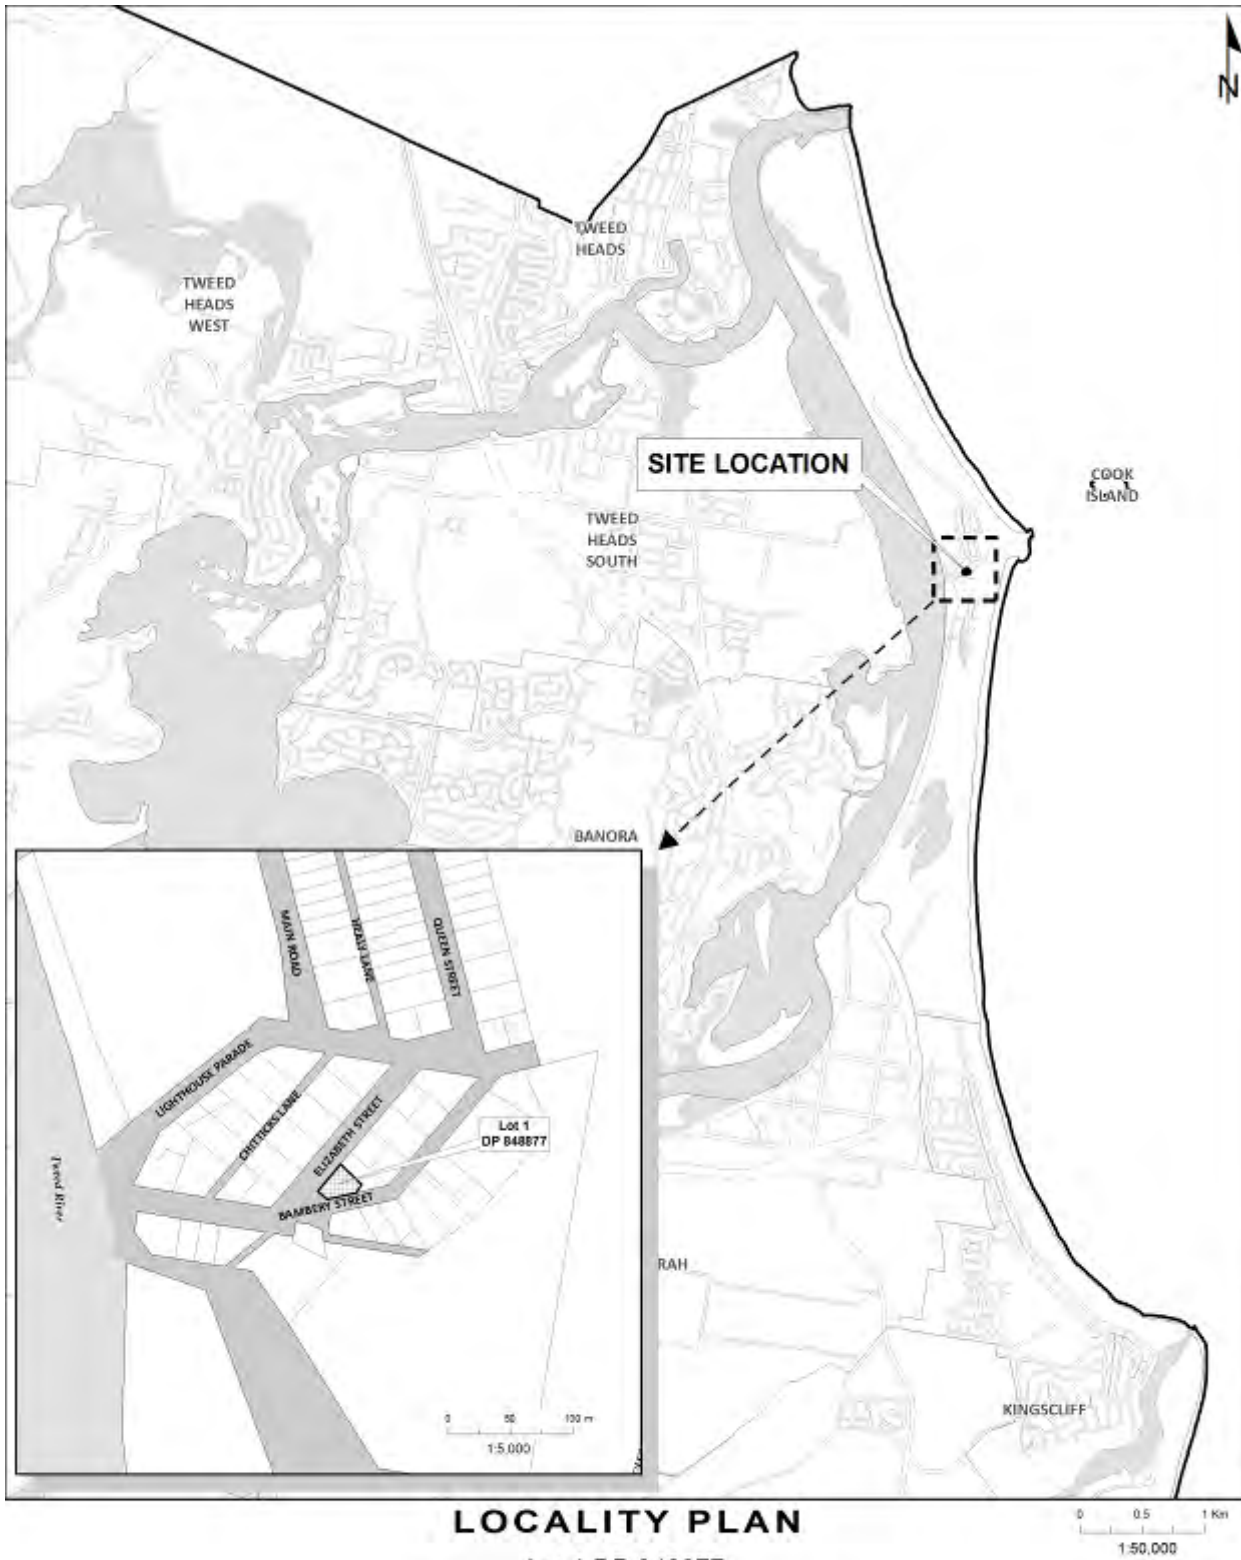 N
TWEED
HEADS
TWEED
HEADS
WEST
SITE LOCATION
COOK
ISLAND
TWEED
HEADS
SOUTH
BANORA
MAIN ROAD
HEALY LANE
QUEEN STREET
LIGHTHOUSE PARADE
CHITTICKS LANE
ELIZABETH STREET
Lot 1
DP 848877
BAMBERY STREET
Tweed River
RAH
KINGSCLIFF
0 50 100 m
1:5,000
LOCALITY PLAN
0 0.5 1 Km
1:50,000